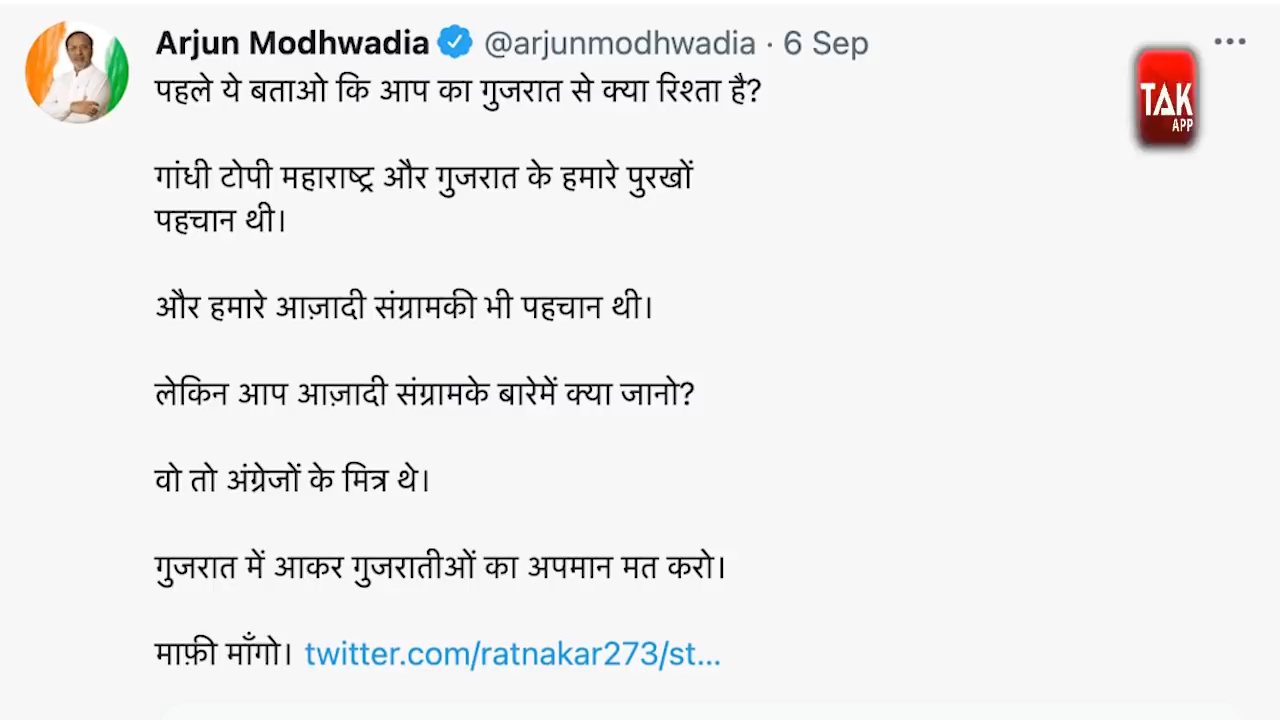 Arjun Modhwadia @arjunmodhwadia · 6 Sep
पहले ये बताओ कि आप का गुजरात से क्या रिश्ता है?
गांधी टोपी महाराष्ट्र और गुजरात के हमारे पुरखों
पहचान थी।
और हमारे आज़ादी संग्रामकी भी पहचान थी।
लेकिन आप आज़ादी संग्रामके बारेमें क्या जानो?
वो तो अंग्रेजों के मित्र थे।
गुजरात में आकर गुजरातीओं का अपमान मत करो।
माफ़ी माँगो। twitter.com/ratnakar273/st...
TAK
APP